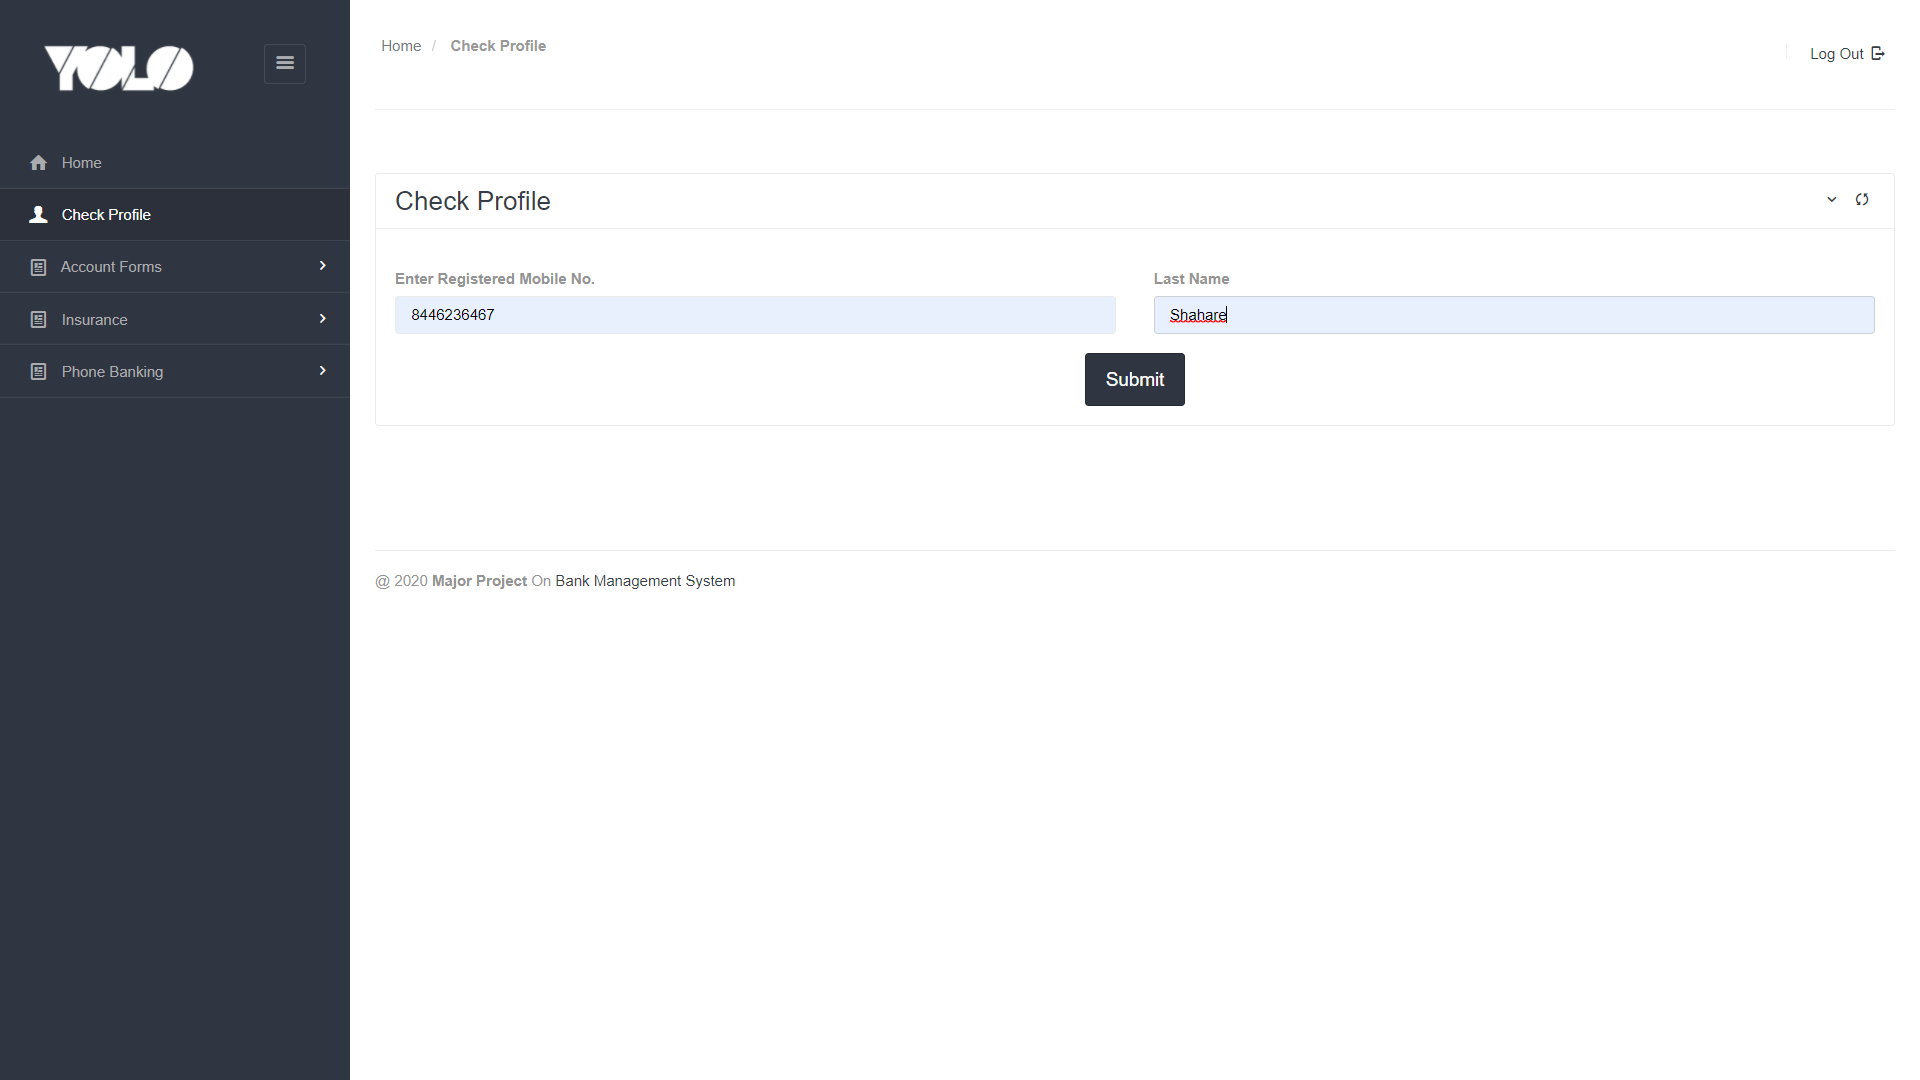 YOLO
Home / Check Profile
Log Out
Home
Check Profile
Account Forms
Insurance
Phone Banking
Check Profile
Enter Registered Mobile No.
Last Name
8446236467
Shahare
Submit
@ 2020 Major Project On Bank Management System